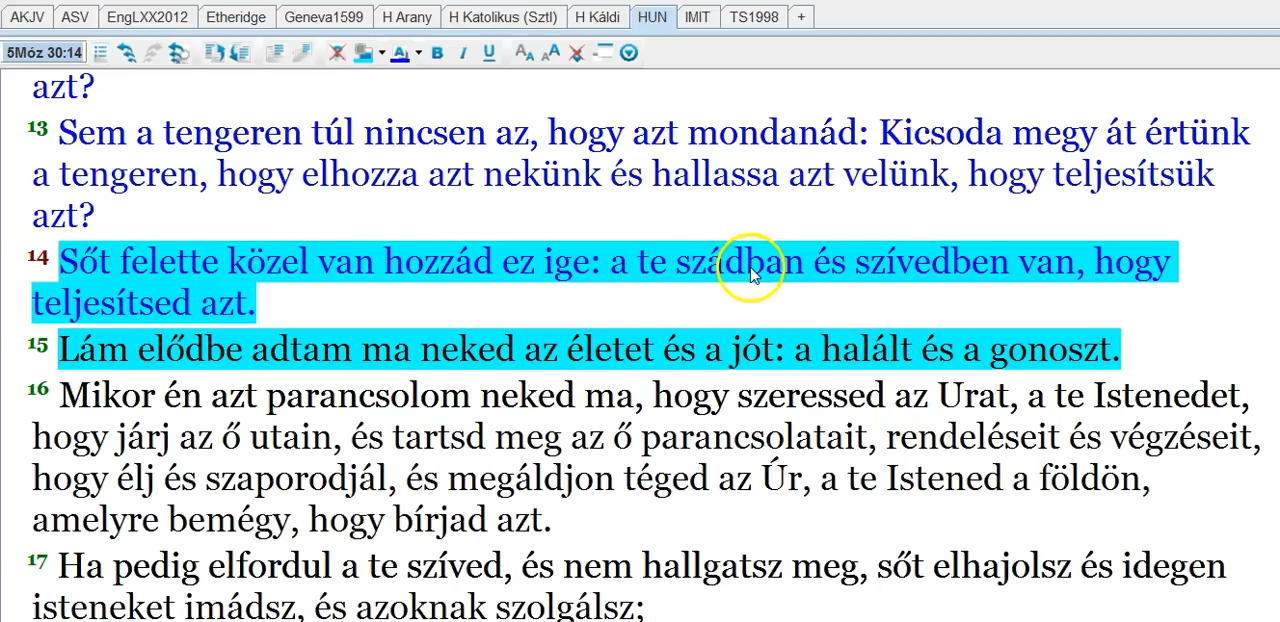 AKJV ASV EngLXX2012 Etheridge Geneva1599 H Arany H Katolikus (Sztl) H Káldi HUN IMIT TS1998 +
5Móz 30:14 B I U
azt?
13 Sem a tengeren túl nincsen az, hogy azt mondanád: Kicsoda megy át értünk
a tengeren, hogy elhozza azt nekünk és hallassa azt velünk, hogy teljesítsük
azt?
14 Sőt felette közel van hozzád ez ige: a te szádban és szívedben van, hogy
teljesítsed azt.
15 Lám elődbe adtam ma neked az életet és a jót: a halált és a gonoszt.
16 Mikor én azt parancsolom neked ma, hogy szeressed az Urat, a te Istenedet,
hogy járj az ő utain, és tartsd meg az ő parancsolatait, rendeléseit és végzéseit,
hogy élj és szaporodjál, és megáldjon téged az Úr, a te Istened a földön,
amelyre bemégy, hogy bírjad azt.
17 Ha pedig elfordul a te szíved, és nem hallgatsz meg, sőt elhajolsz és idegen
isteneket imádsz, és azoknak szolgálsz;